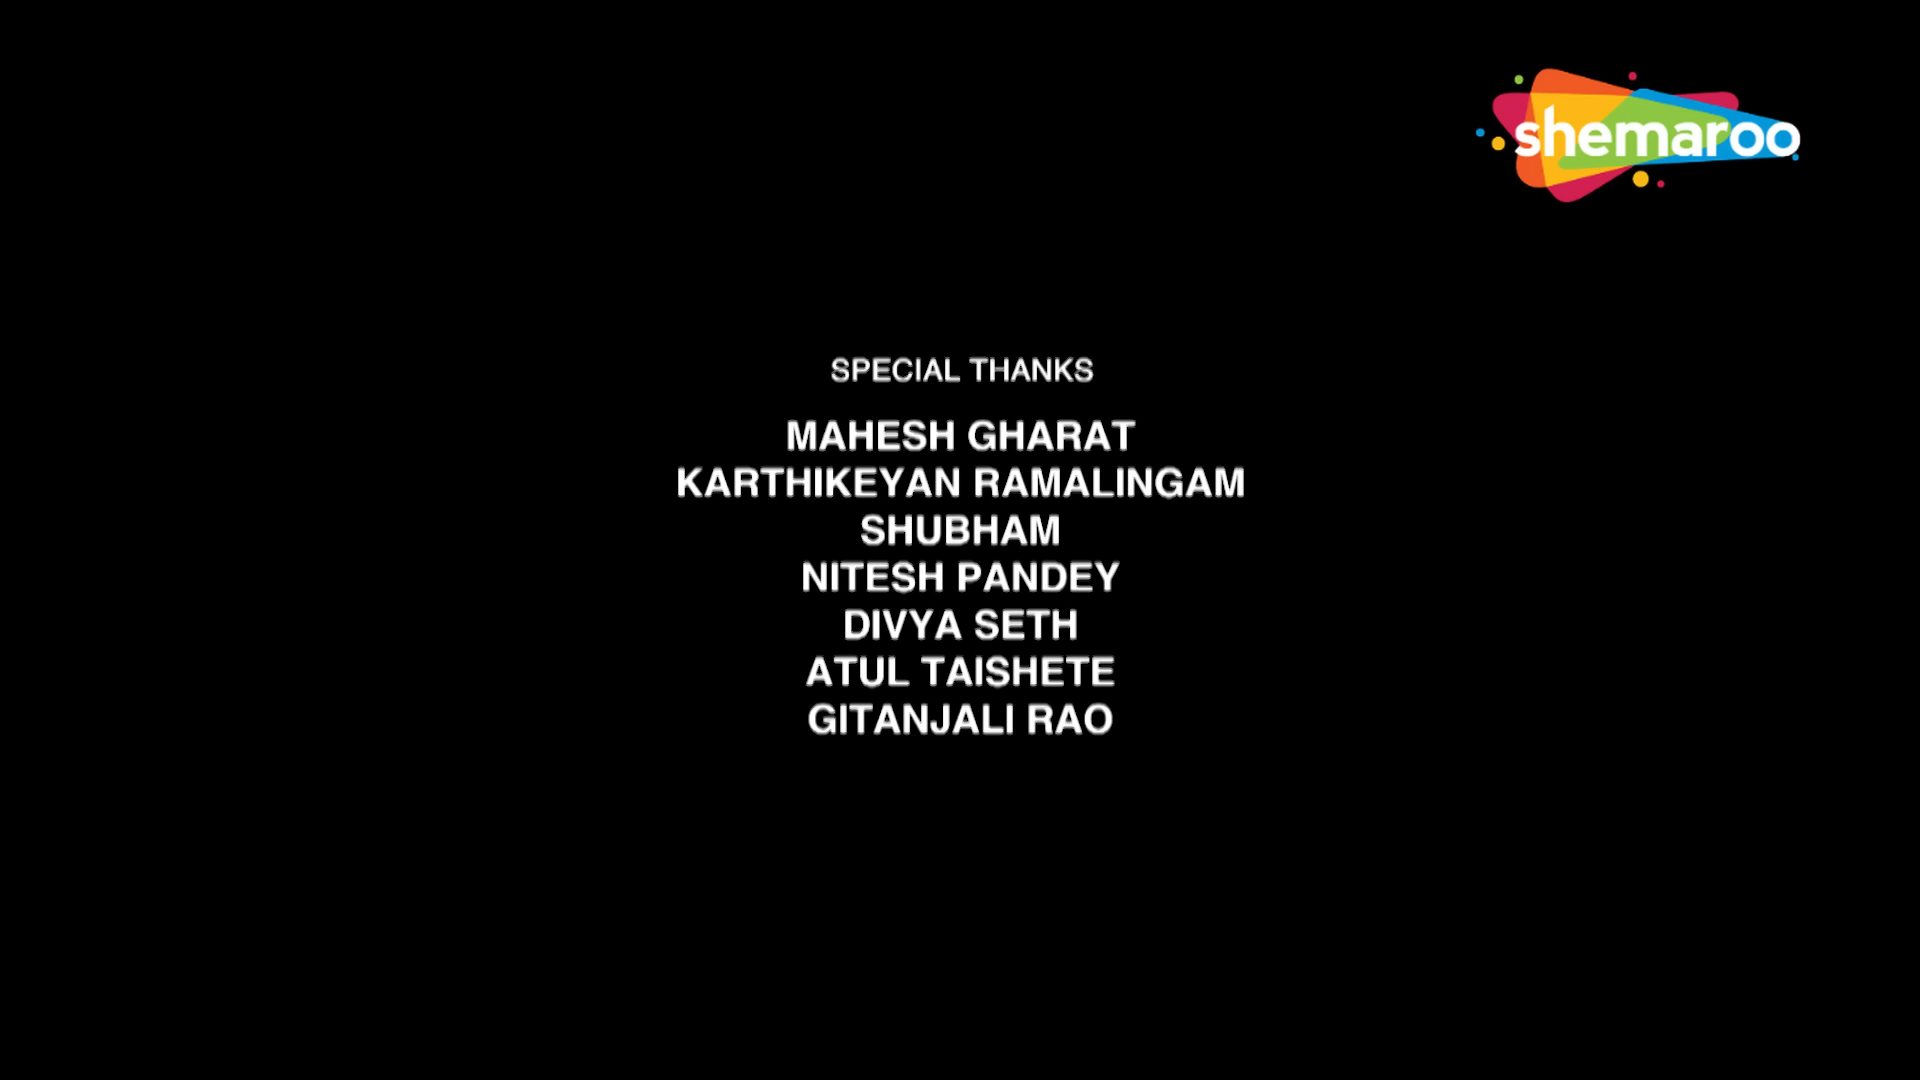 shemaroo
SPECIAL THANKS
MAHESH GHARAT
KARTHIKEYAN RAMALINGAM
SHUBHAM
NITESH PANDEY
DIVYA SETH
ATUL TAISHETE
GITANJALI RAO